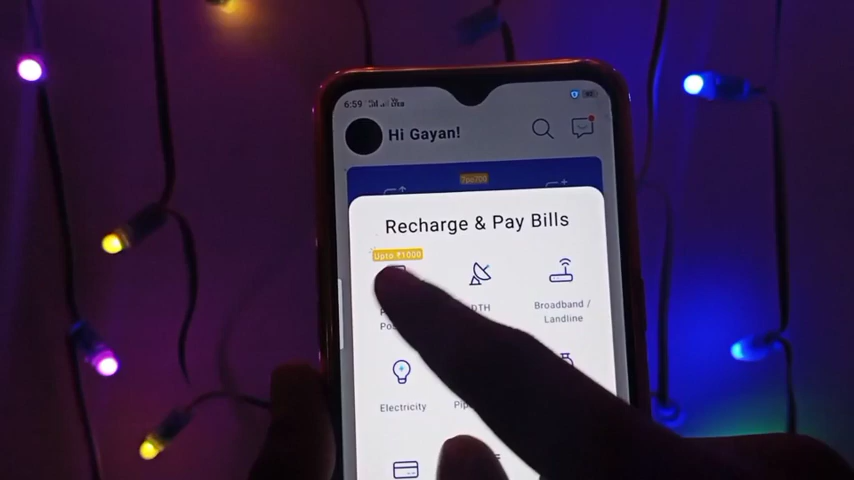 6:59
Hi Gayan!
Recharge & Pay Bills
Upto ₹1000
DTH
Broadband /
Landline
Electricity